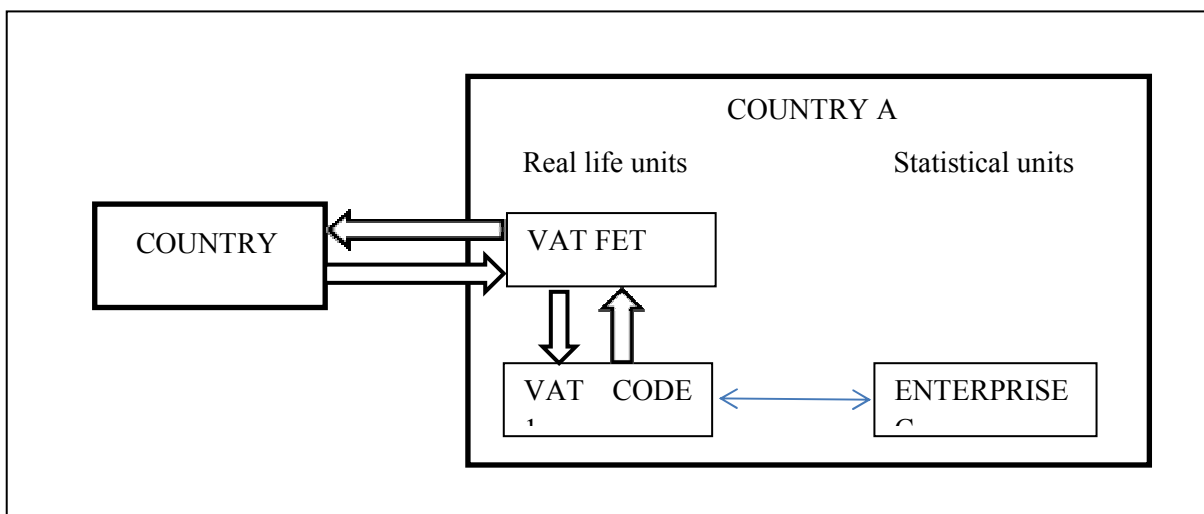 COUNTRY A
Real life units
Statistical units
COUNTRY
VAT FET
VAT CODE
ENTERPRISE